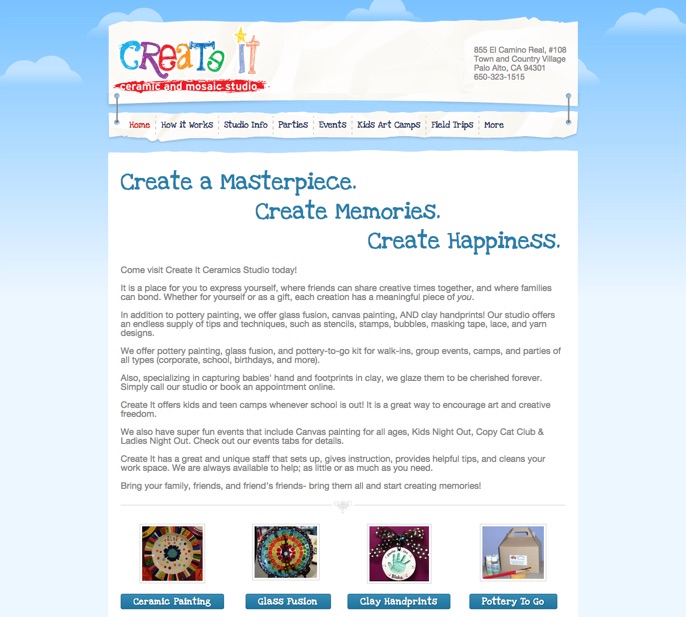 CREATE IT
ceramic and mosaic studio
855 El Camino Real, #108
Town and Country Village
Palo Alto, CA 94301
650-323-1515
Home How it Works Studio Info Parties Events Kids Art Camps Field Trips More
Create a Masterpiece.
Create Memories.
Create Happiness.
Come visit Create It Ceramics Studio today!
It is a place for you to express yourself, where friends can share creative times together, and where families
can bond. Whether for yourself or as a gift, each creation has a meaningful piece of you.
In addition to pottery painting, we offer glass fusion, canvas painting, AND clay handprints! Our studio offers
an endless supply of tips and techniques, such as stencils, stamps, bubbles, masking tape, lace, and yarn
designs.
We offer pottery painting, glass fusion, and pottery-to-go kit for walk-ins, group events, camps, and parties of
all types (corporate, school, birthdays, and more).
Also, specializing in capturing babies' hand and footprints in clay, we glaze them to be cherished forever.
Simply call our studio or book an appointment online.
Create It offers kids and teen camps whenever school is out! It is a great way to encourage art and creative
freedom.
We also have super fun events that include Canvas painting for all ages, Kids Night Out, Copy Cat Club &
Ladies Night Out. Check out our events tabs for details.
Create It has a great and unique staff that sets up, gives instruction, provides helpful tips, and cleans your
work space. We are always available to help; as little or as much as you need.
Bring your family, friends, and friend's friends- bring them all and start creating memories!
Ceramic Painting Glass Fusion Clay Handprints Pottery To Go